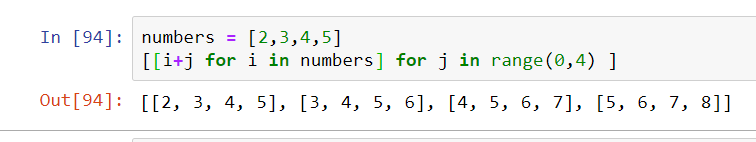 In [94]: numbers = [2,3,4,5]
[[i+j for i in numbers] for j in range(0,4) ]
Out[94]: [[2, 3, 4, 5], [3, 4, 5, 6], [4, 5, 6, 7], [5, 6, 7, 8]]